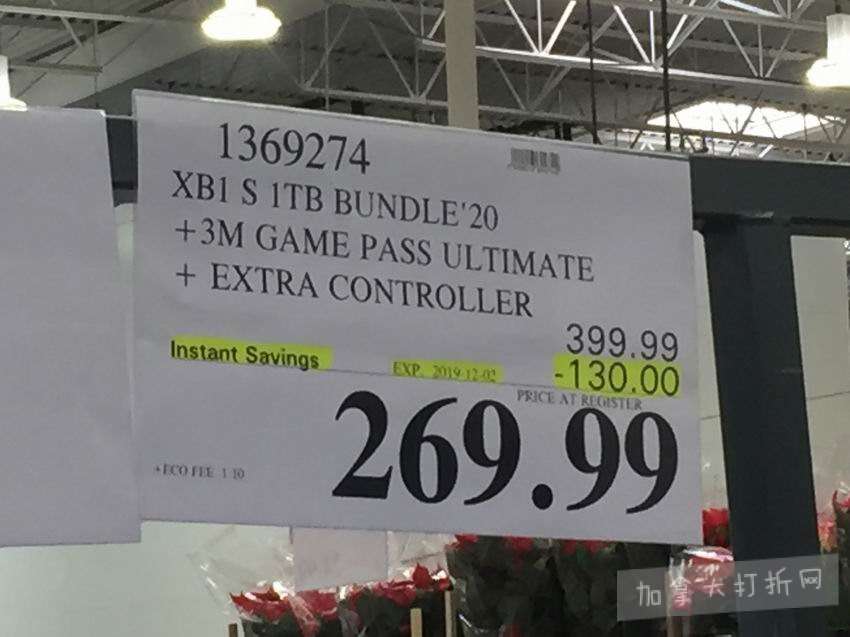 1369274
XB1 S 1TB BUNDLE'20
+3M GAME PASS ULTIMATE
+ EXTRA CONTROLLER
399.99
Instant Savings EXP. 2019-12-02 -130.00
PRICE AT REGISTER
269.99
+ECO FEE 1.10
加拿大打折网